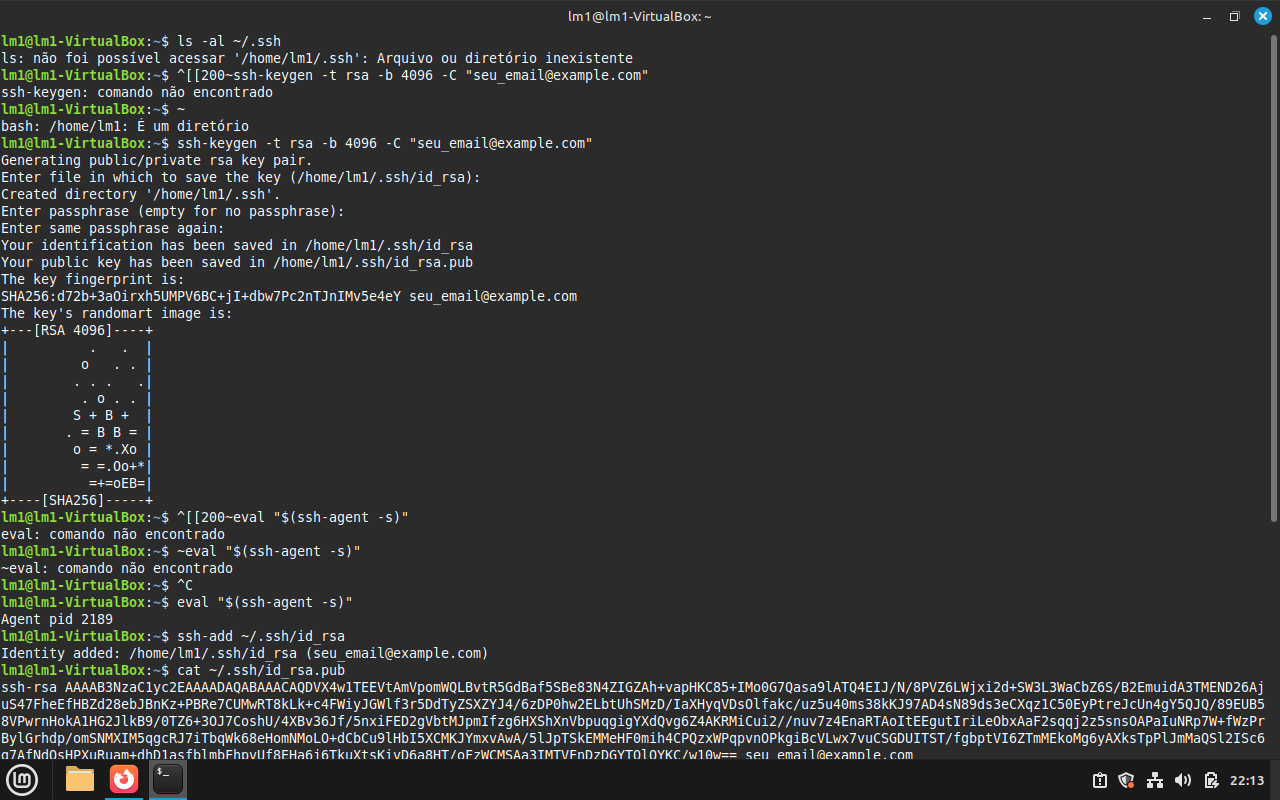 lm1@lm1-VirtualBox: ~
lm1@lm1-VirtualBox:~$ ls -al ~/.ssh
ls: não foi possível acessar '/home/lm1/.ssh': Arquivo ou diretório inexistente
lm1@lm1-VirtualBox:~$ ^[[200~ssh-keygen -t rsa -b 4096 -C "seu_email@example.com"
ssh-keygen: comando não encontrado
lm1@lm1-VirtualBox:~$ ~
bash: /home/lm1: É um diretório
lm1@lm1-VirtualBox:~$ ssh-keygen -t rsa -b 4096 -C "seu_email@example.com"
Generating public/private rsa key pair.
Enter file in which to save the key (/home/lm1/.ssh/id_rsa):
Created directory '/home/lm1/.ssh'.
Enter passphrase (empty for no passphrase):
Enter same passphrase again:
Your identification has been saved in /home/lm1/.ssh/id_rsa
Your public key has been saved in /home/lm1/.ssh/id_rsa.pub
The key fingerprint is:
SHA256:d72b+3aOirxh5UMPV6BC+jI+dbw7Pc2nTJnIMv5e4eY seu_email@example.com
The key's randomart image is:
+---[RSA 4096]----+
|          .   .  |
|         o   . . |
|        . . .   .|
|         . o . . |
|        S + B +  |
|       . = B B = |
|        o = *.Xo |
|         = =.Oo+*|
|          =+=oEB=|
+----[SHA256]-----+
lm1@lm1-VirtualBox:~$ ^[[200~eval "$(ssh-agent -s)"
eval: comando não encontrado
lm1@lm1-VirtualBox:~$ ~eval "$(ssh-agent -s)"
~eval: comando não encontrado
lm1@lm1-VirtualBox:~$ ^C
lm1@lm1-VirtualBox:~$ eval "$(ssh-agent -s)"
Agent pid 2189
lm1@lm1-VirtualBox:~$ ssh-add ~/.ssh/id_rsa
Identity added: /home/lm1/.ssh/id_rsa (seu_email@example.com)
lm1@lm1-VirtualBox:~$ cat ~/.ssh/id_rsa.pub
ssh-rsa AAAAB3NzaC1yc2EAAAADAQABAAACAQDVX4w1TEEVtAmVpomWQLBvtR5GdBaf5SBe83N4ZIGZAh+vapHKC85+IMo0G7Qasa9lATQ4EIJ/N/8PVZ6LWjxi2d+SW3L3WaCbZ6S/B2EmuidA3TMEND26Aj
uS47FheEfHBZd28ebJBnKz+PBRe7CUMwRT8kLk+c4FWiyJGWlf3r5DdTyZSXZYJ4/6zDP0hw2ELbtUhSMzD/IaXHyqVDsOlfakc/uz5u40ms38kKJ97AD4sN89ds3eCXqz1C50EyPtreJcUn4gY5QJQ/89EUB5
8VPwrnHokA1HG2JlkB9/0TZ6+3OJ7CoshU/4XBv36Jf/5nxiFED2gVbtMJpmIfzg6HXShXnVbpuqgigYXdQvg6Z4AKRMiCui2//nuv7z4EnaRTAoItEEgutIriLeObxAaF2sqqj2z5snsOAPaIuNRp7W+fWzPr
BylGrhdp/omSNMXIM5qgcRJ7iTbqWk68eHomNMoLO+dCbCu9lHbI5XCMKJYmxvAwA/5lJpTSkEMMeHF0mih4CPQzxWPqpvnOPkgiBcVLwx7vuCSGDUITST/fgbptVI6ZTmMEkoMg6yAXksTpPlJmMaQSl2ISc6
g7AfNdOsHPXuRuam+dhD1asfblmbFhpvUf8EHa6j6TkuXtsKiyD6a8HT/oFzWCMSAa3IMTVFnDzDGYTQlOYKC/w10w== seu_email@example.com
22:13